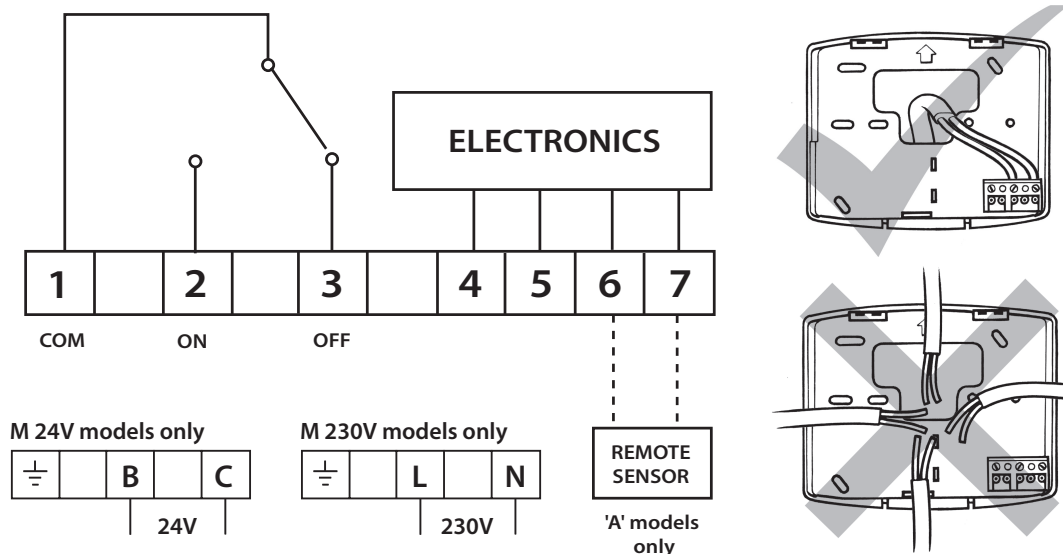 ELECTRONICS
1 2 3 4 5 6 7
COM ON OFF
M 24V models only
B C
24V
M 230V models only
L N
230V
REMOTE
SENSOR
'A' models
only